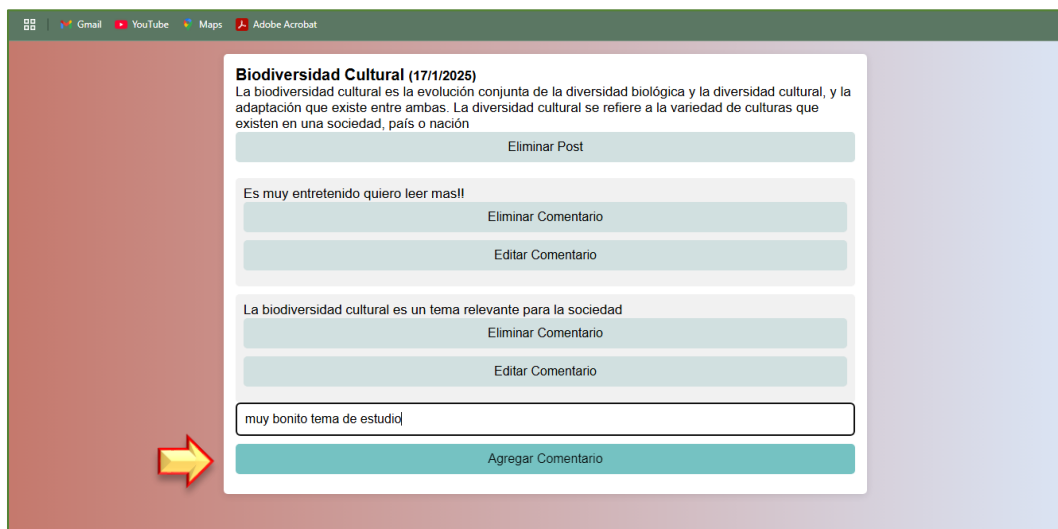 Gmail YouTube Maps Adobe Acrobat
Biodiversidad Cultural (17/1/2025)
La biodiversidad cultural es la evolución conjunta de la diversidad biológica y la diversidad cultural, y la
adaptación que existe entre ambas. La diversidad cultural se refiere a la variedad de culturas que
existen en una sociedad, país o nación
Eliminar Post
Es muy entretenido quiero leer mas!!
Eliminar Comentario
Editar Comentario
La biodiversidad cultural es un tema relevante para la sociedad
Eliminar Comentario
Editar Comentario
muy bonito tema de estudio
Agregar Comentario